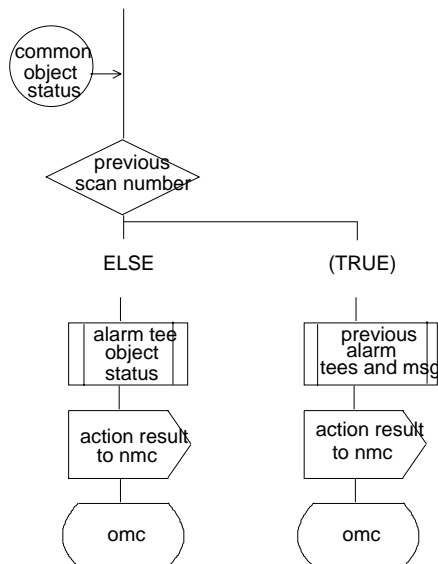 common
object
status
previous
scan number
ELSE
(TRUE)
alarm tee
object
status
previous
alarm
tees and msg
action result
to nmc
action result
to nmc
omc
omc